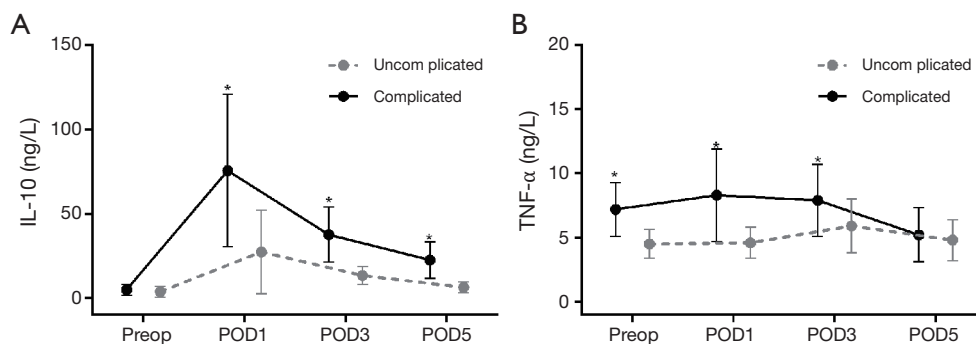 A
IL-10 (ng/L)
150
100
50
0
Uncom plicated
Complicated
*
*
*
Preop POD1 POD3 POD5
B
TNF-α (ng/L)
20
15
10
5
0
Uncom plicated
Complicated
*
*
*
Preop POD1 POD3 POD5